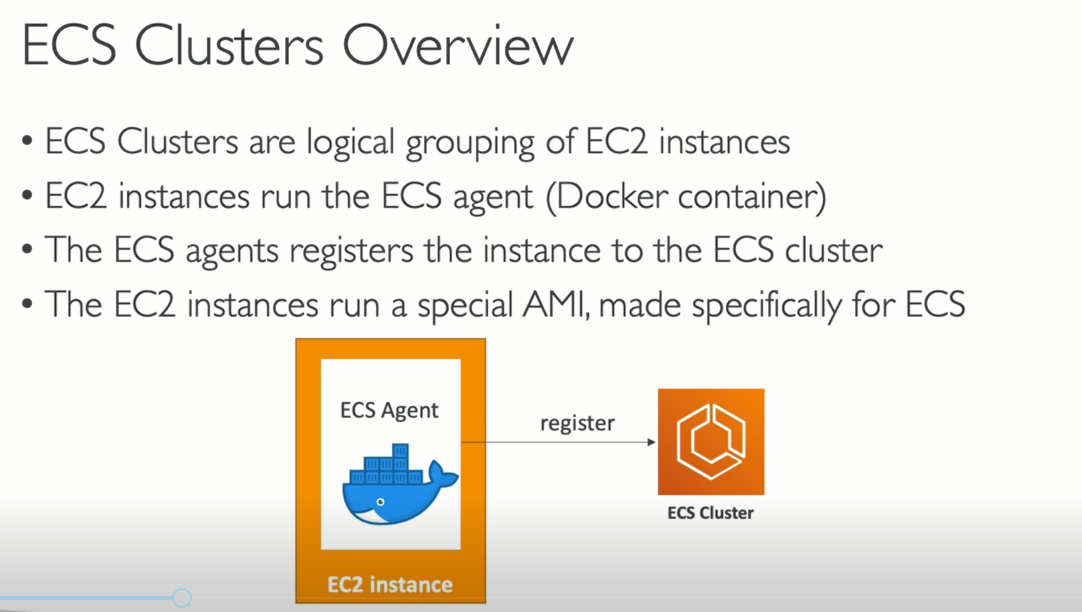 ECS Clusters Overview
• ECS Clusters are logical grouping of EC2 instances
• EC2 instances run the ECS agent (Docker container)
• The ECS agents registers the instance to the ECS cluster
• The EC2 instances run a special AMI, made specifically for ECS
ECS Agent
register
ECS Cluster
EC2 instance